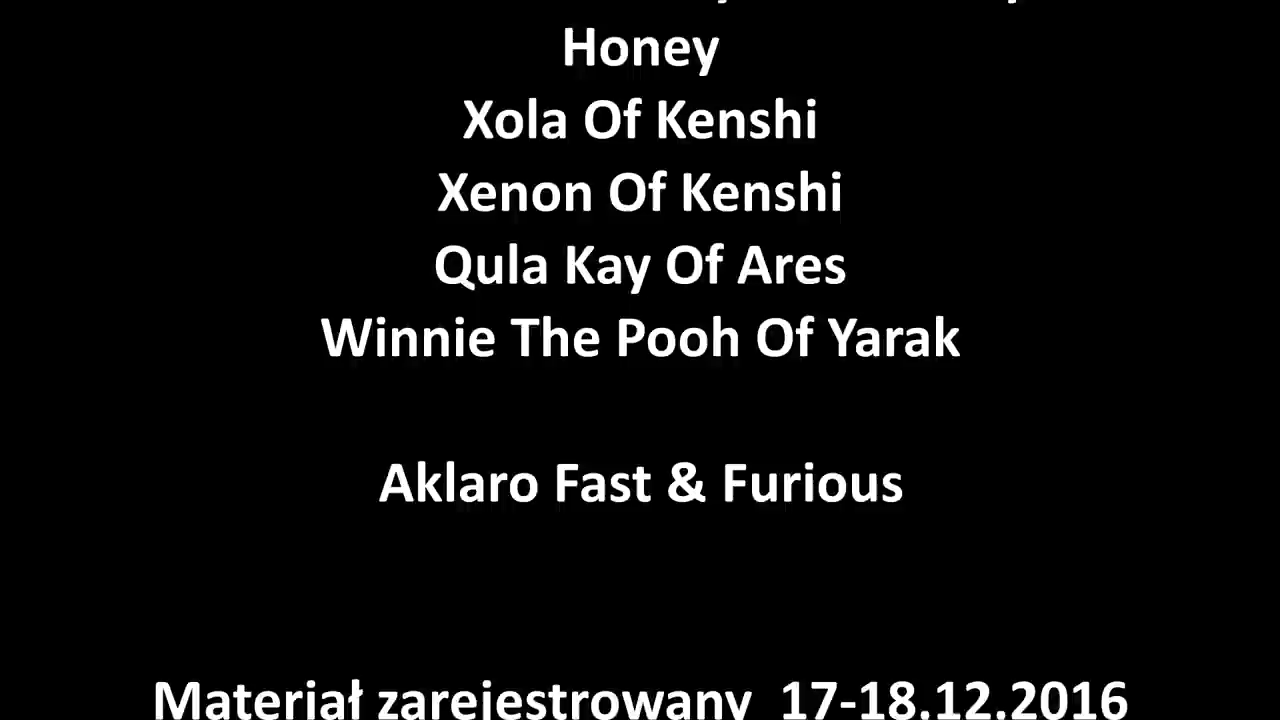 Honey
Xola Of Kenshi
Xenon Of Kenshi
Qula Kay Of Ares
Winnie The Pooh Of Yarak
Aklaro Fast & Furious
Materiał zarejestrowany 17-18.12.2016